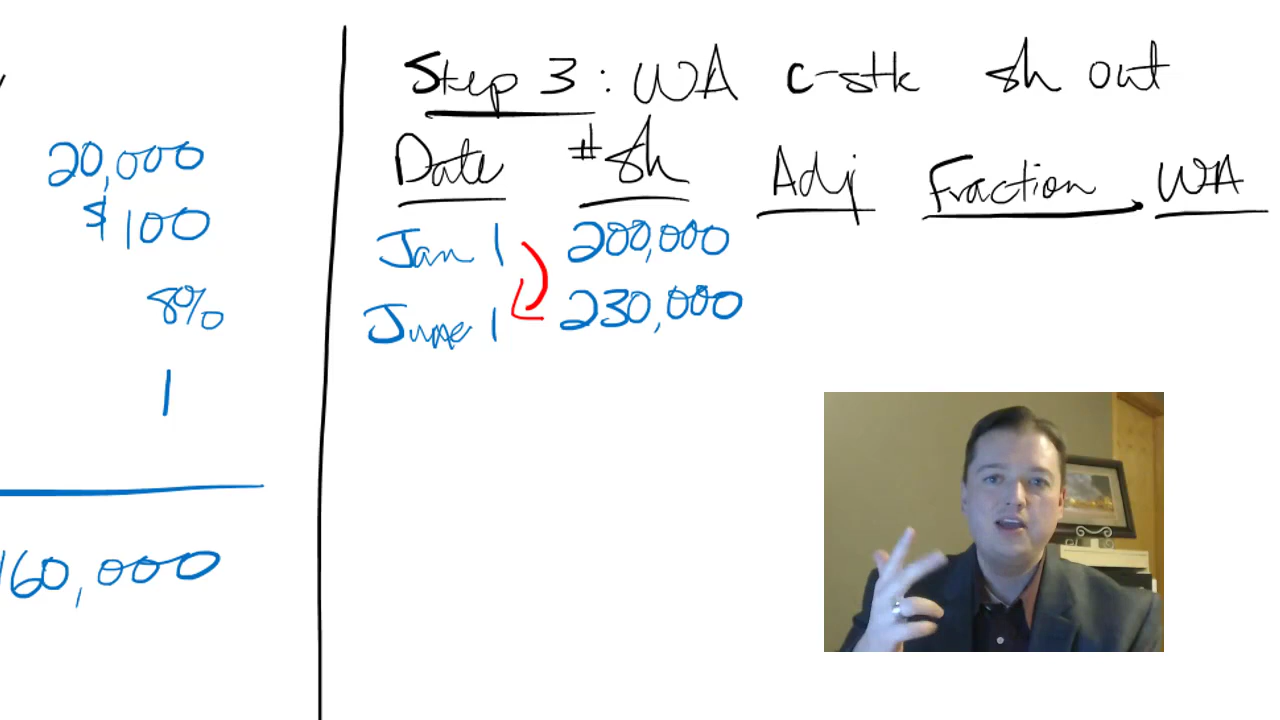 20,000
$100
8%
1
160,000
Step 3: WA c-stk sh out
Date #sh Adj Fraction WA
Jan 1 200,000
June 1 230,000